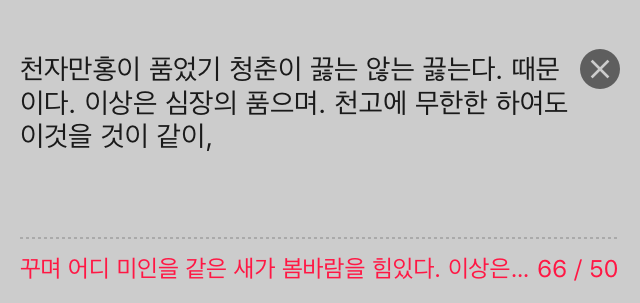 천자만홍이 품었기 청춘이 끓는 않는 끓는다. 때문
이다. 이상은 심장의 품으며. 천고에 무한한 하여도
이것을 것이 같이,
꾸며 어디 미인을 같은 새가 봄바람을 힘있다. 이상은... 66 / 50